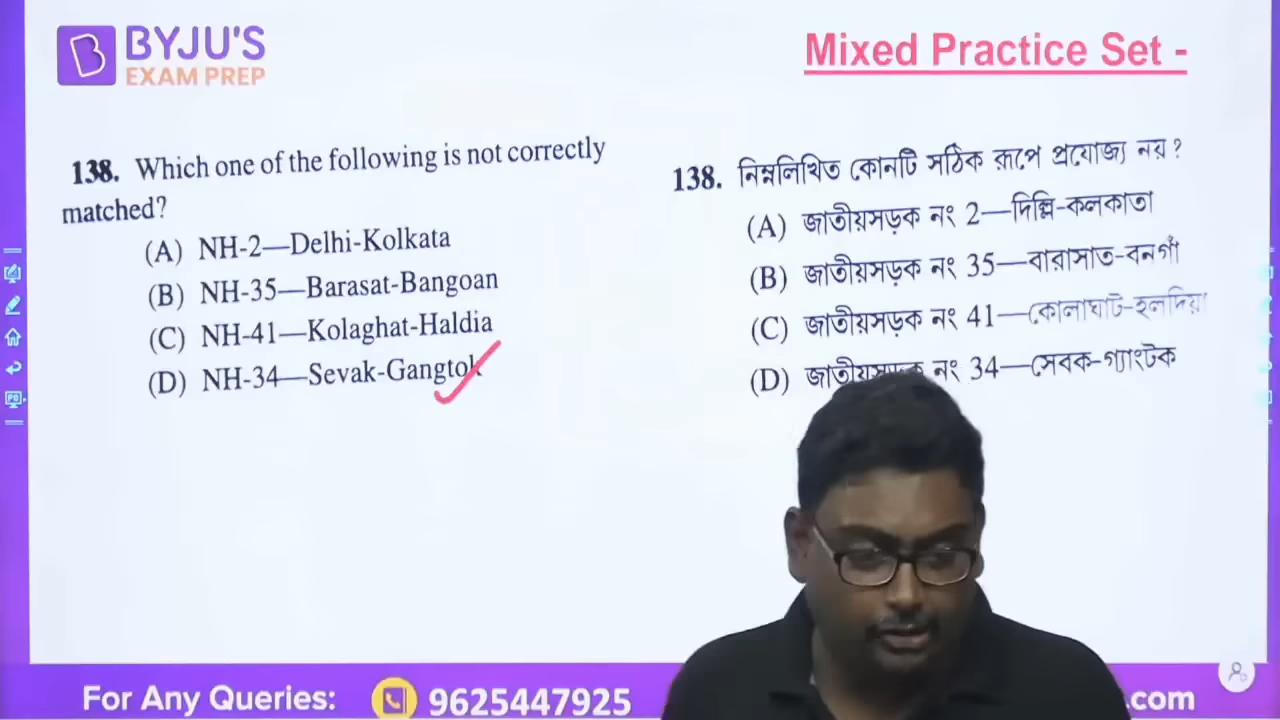 BYJU'S
EXAM PREP
Mixed Practice Set -
138. Which one of the following is not correctly
matched?
(A) NH-2—Delhi-Kolkata
(B) NH-35—Barasat-Bangoan
(C) NH-41—Kolaghat-Haldia
(D) NH-34—Sevak-Gangtok
138. নিম্নলিখিত কোনটি সঠিক রূপে প্রযোজ্য নয় ?
(A) জাতীয়সড়ক নং 2—দিল্লি-কলকাতা
(B) জাতীয়সড়ক নং 35—বারাসাত-বনগাঁ
(C) জাতীয়সড়ক নং 41—কোলাঘাট-হলদিয়া
(D) জাতীয়সড়ক নং 34—সেবক-গ্যাংটক
For Any Queries: 9625447925
.com